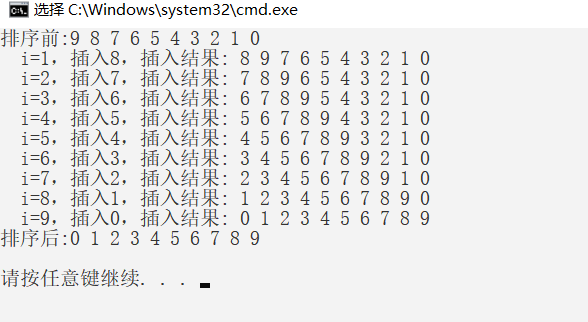 选择 C:\Windows\system32\cmd.exe
排序前:9 8 7 6 5 4 3 2 1 0
i=1，插入8，插入结果: 8 9 7 6 5 4 3 2 1 0
i=2，插入7，插入结果: 7 8 9 6 5 4 3 2 1 0
i=3，插入6，插入结果: 6 7 8 9 5 4 3 2 1 0
i=4，插入5，插入结果: 5 6 7 8 9 4 3 2 1 0
i=5，插入4，插入结果: 4 5 6 7 8 9 3 2 1 0
i=6，插入3，插入结果: 3 4 5 6 7 8 9 2 1 0
i=7，插入2，插入结果: 2 3 4 5 6 7 8 9 1 0
i=8，插入1，插入结果: 1 2 3 4 5 6 7 8 9 0
i=9，插入0，插入结果: 0 1 2 3 4 5 6 7 8 9
排序后:0 1 2 3 4 5 6 7 8 9
请按任意键继续. . .